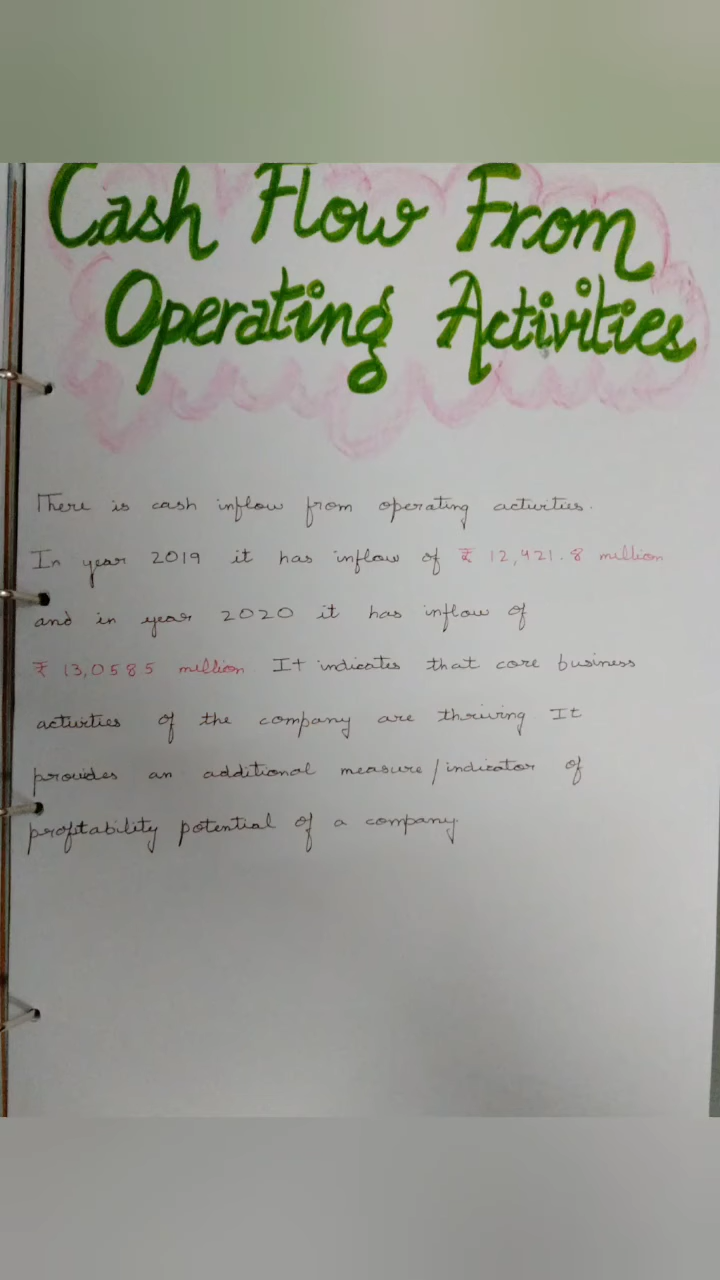 Cash Flow From
Operating Activities
There is cash inflow from operating activities.
In year 2019 it has inflow of ₹ 12,421.8 million
and in year 2020 it has inflow of
₹ 13,0585 million It indicates that core business
activities of the company are thriving It
provides an additional measure/indicator of
profitability potential of a company.